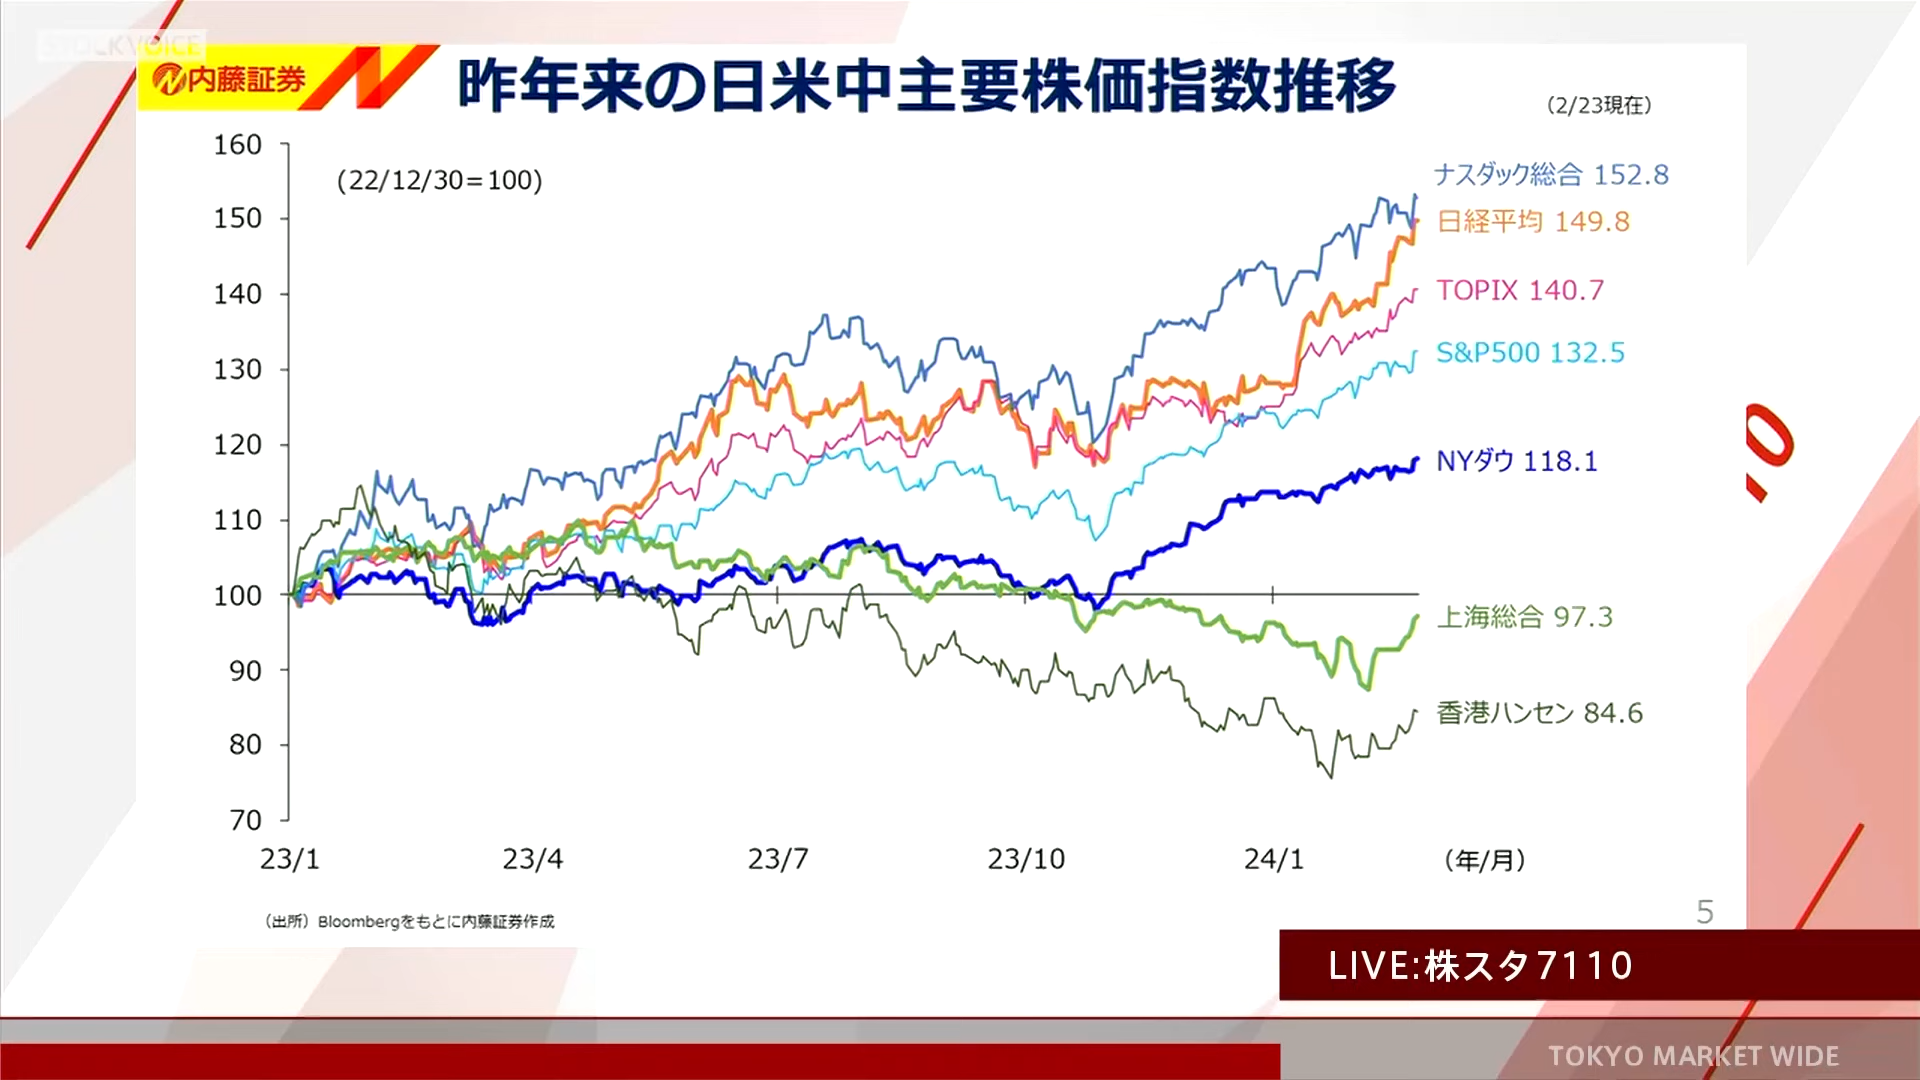 STOCKVOICE
内藤証券
昨年来の日米中主要株価指数推移
（2/23現在）
(22/12/30=100)
160
150
140
130
120
110
100
90
80
70
ナスダック総合 152.8
日経平均 149.8
TOPIX 140.7
S&P500 132.5
NYダウ 118.1
上海総合 97.3
香港ハンセン 84.6
23/1 23/4 23/7 23/10 24/1 （年/月）
（出所）Bloombergをもとに内藤証券作成
5
LIVE:株スタ7110
TOKYO MARKET WIDE